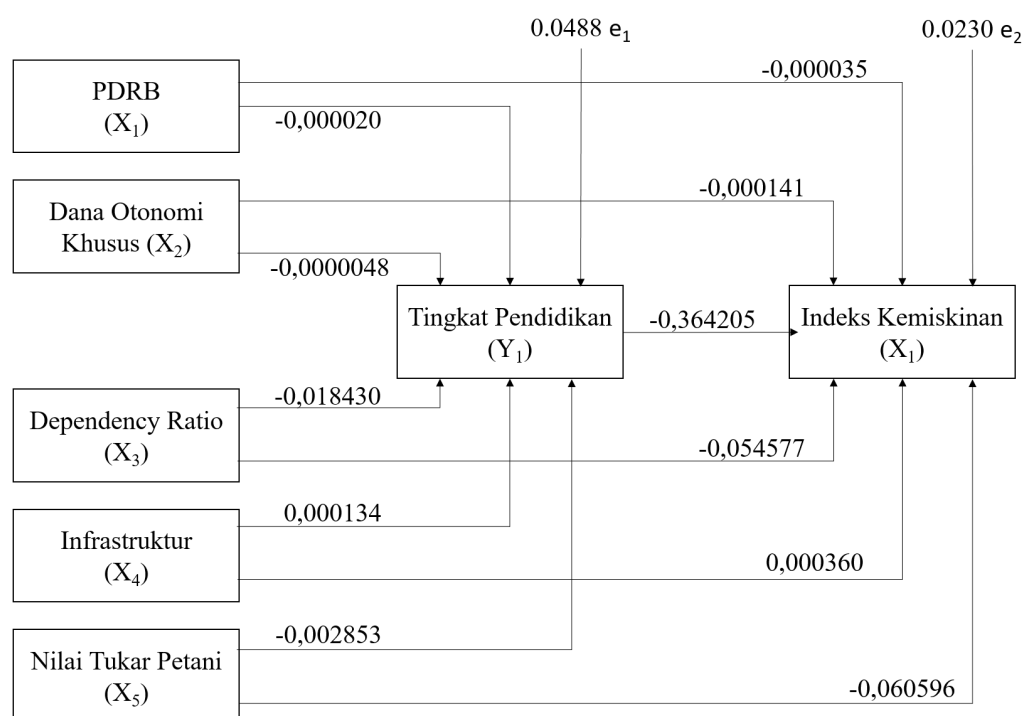 0.0488 e₁
0.0230 e₂
PDRB
(X₁)
-0,000035
-0,000020
Dana Otonomi
Khusus (X₂)
-0,000141
-0,0000048
Tingkat Pendidikan
(Y₁)
-0,364205
Indeks Kemiskinan
(X₁)
Dependency Ratio
(X₃)
-0,018430
-0,054577
Infrastruktur
(X₄)
0,000134
0,000360
Nilai Tukar Petani
(X₅)
-0,002853
-0,060596